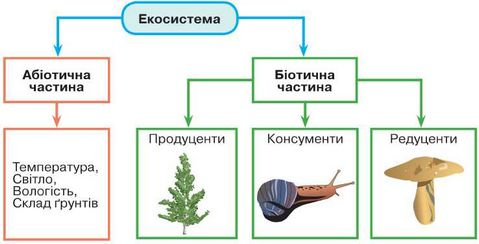 Екосистема
Абіотична
частина
Біотична
частина
Температура,
Світло,
Вологість,
Склад ґрунтів
Продуценти
Консументи
Редуценти